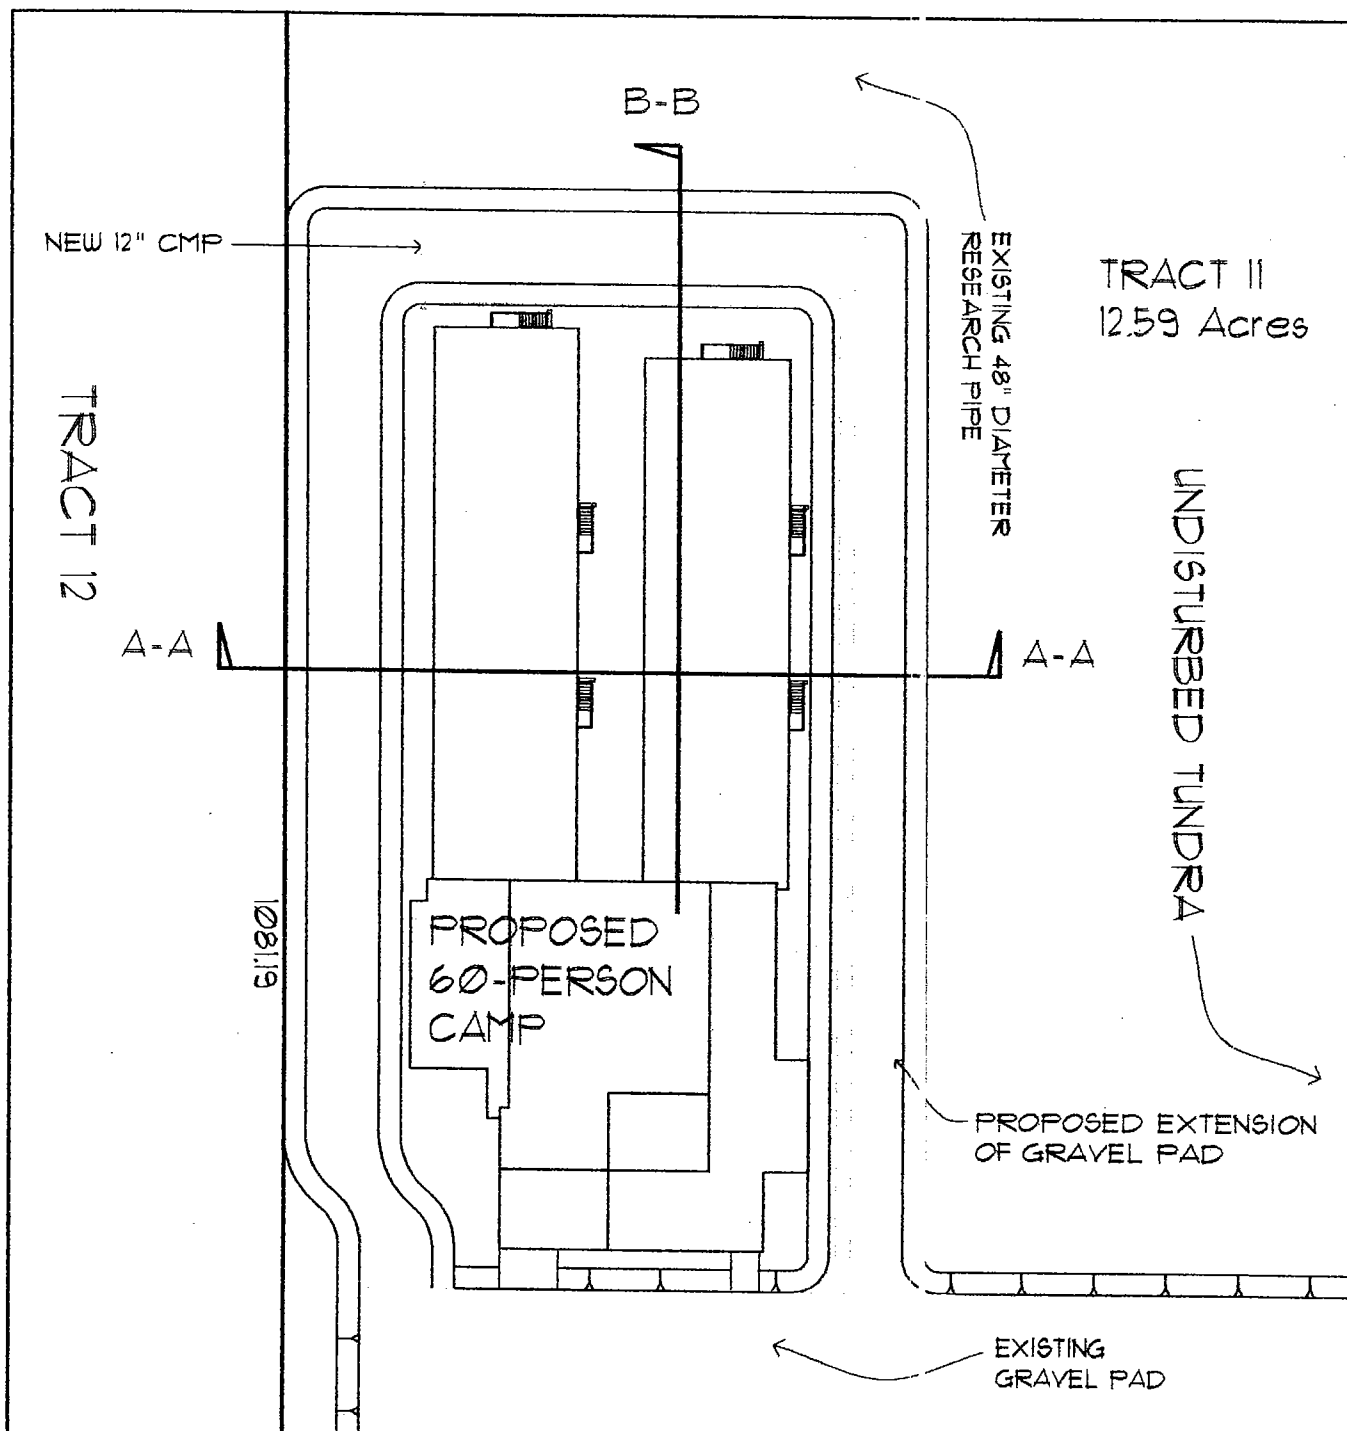 B-B
NEW 12" CMP
EXISTING 48" DIAMETER
RESEARCH PIPE
TRACT 11
12.59 Acres
TRACT 12
UNDISTURBED TUNDRA
A-A
A-A
1081.19
PROPOSED
60-PERSON
CAMP
PROPOSED EXTENSION
OF GRAVEL PAD
EXISTING
GRAVEL PAD